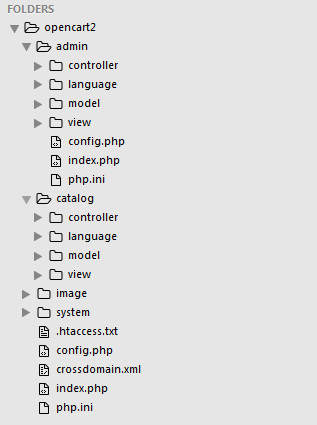 FOLDERS
opencart2
admin
controller
language
model
view
config.php
index.php
php.ini
catalog
controller
language
model
view
image
system
.htaccess.txt
config.php
crossdomain.xml
index.php
php.ini